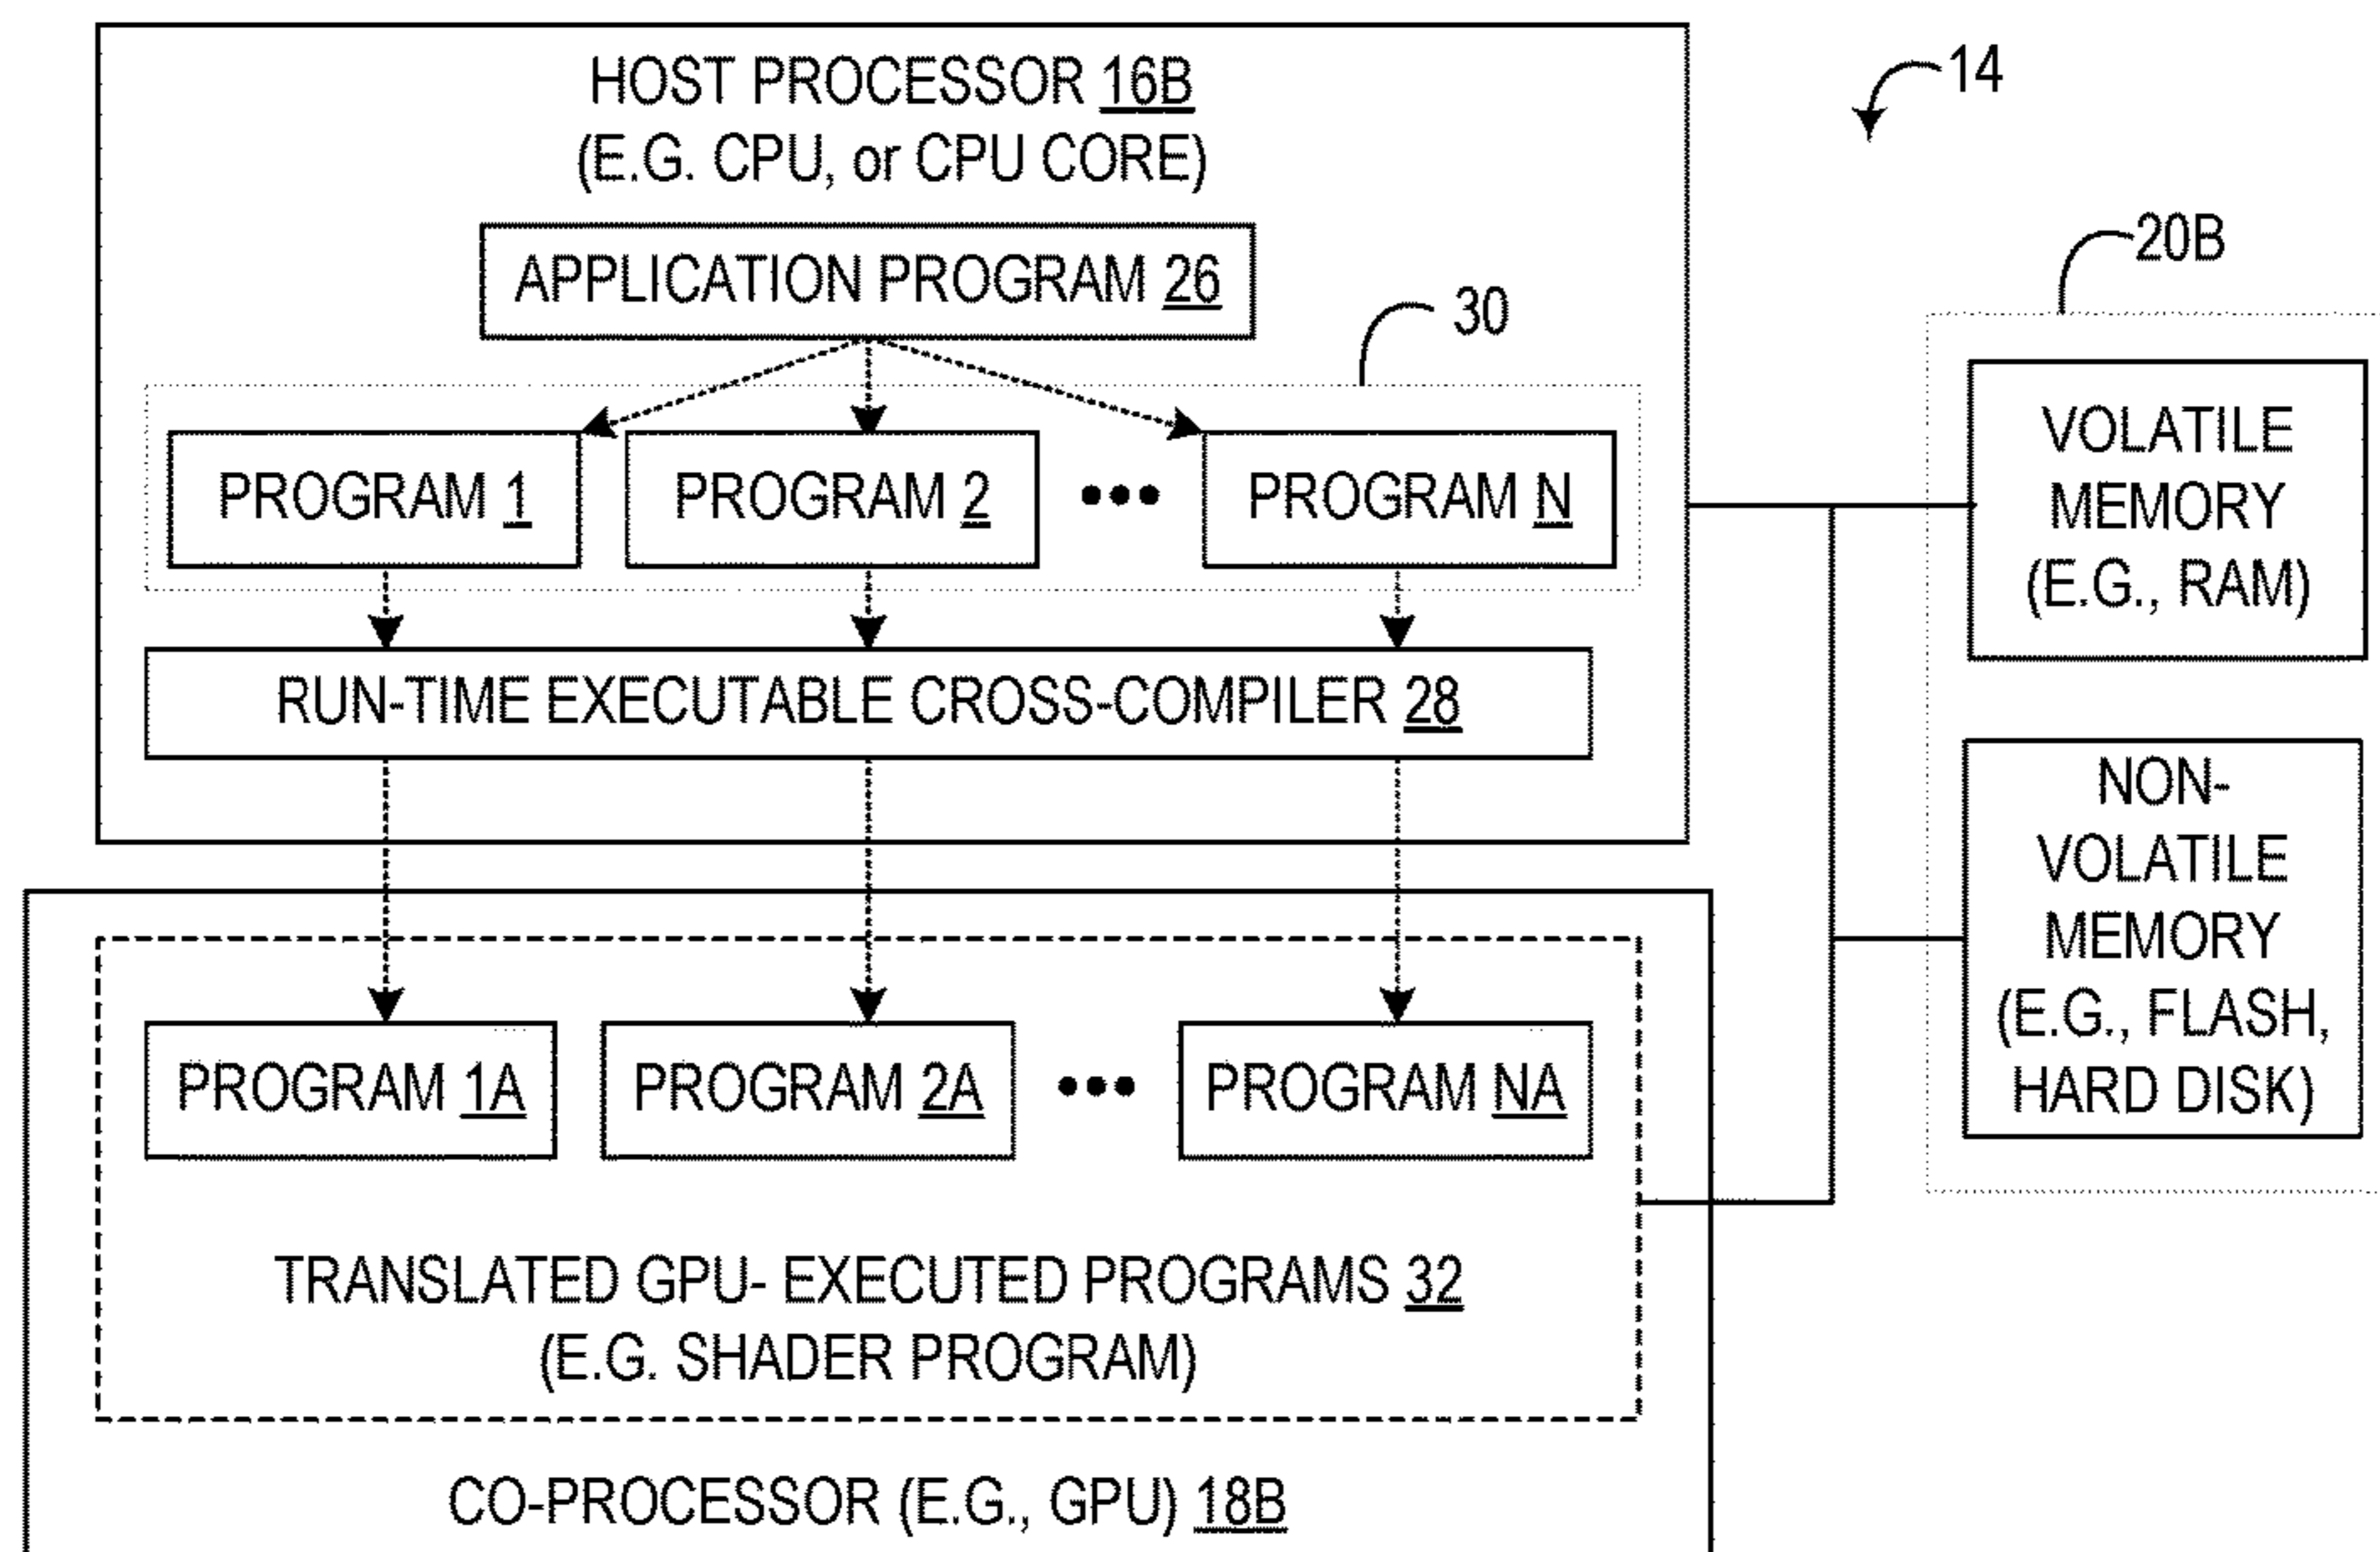 HOST PROCESSOR 16B
(E.G. CPU, or CPU CORE)
14
20B
APPLICATION PROGRAM 26
30
PROGRAM 1
PROGRAM 2
•••
PROGRAM N
VOLATILE
MEMORY
(E.G., RAM)
RUN-TIME EXECUTABLE CROSS-COMPILER 28
NON-
VOLATILE
MEMORY
(E.G., FLASH,
HARD DISK)
PROGRAM 1A
PROGRAM 2A
•••
PROGRAM NA
TRANSLATED GPU- EXECUTED PROGRAMS 32
(E.G. SHADER PROGRAM)
CO-PROCESSOR (E.G., GPU) 18B